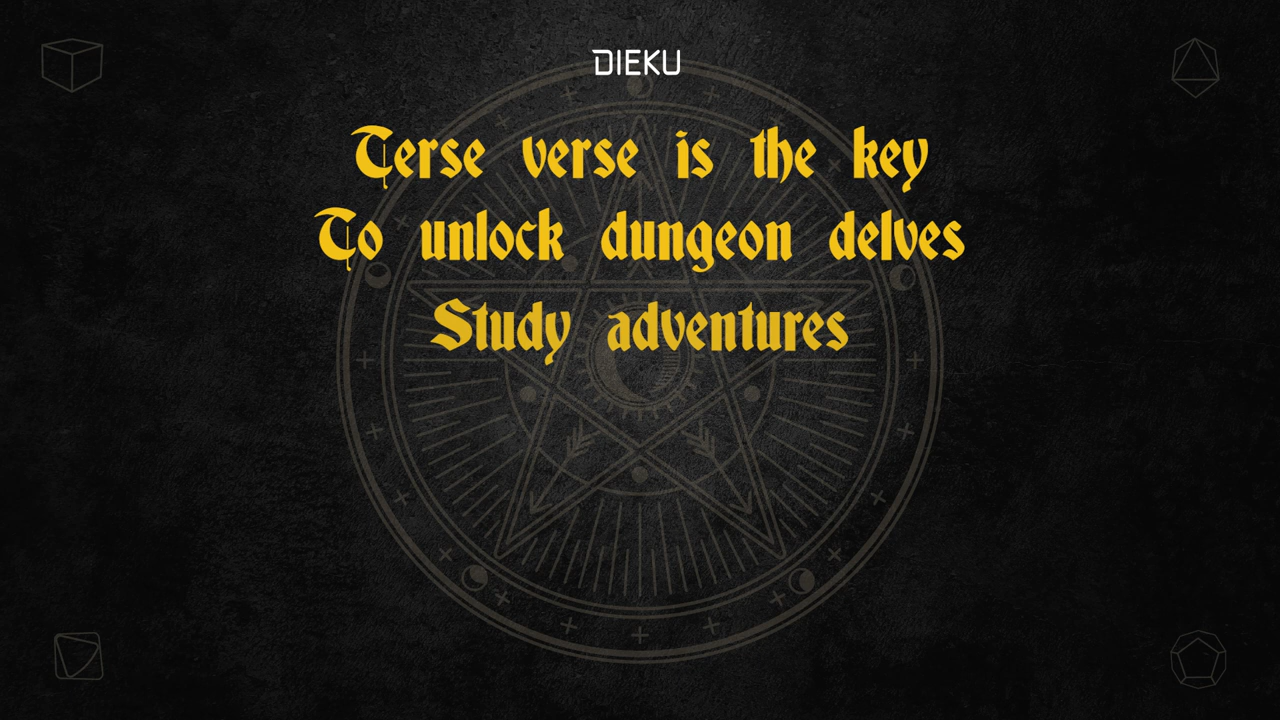 DIEKU
Terse verse is the key
To unlock dungeon delves
Study adventures